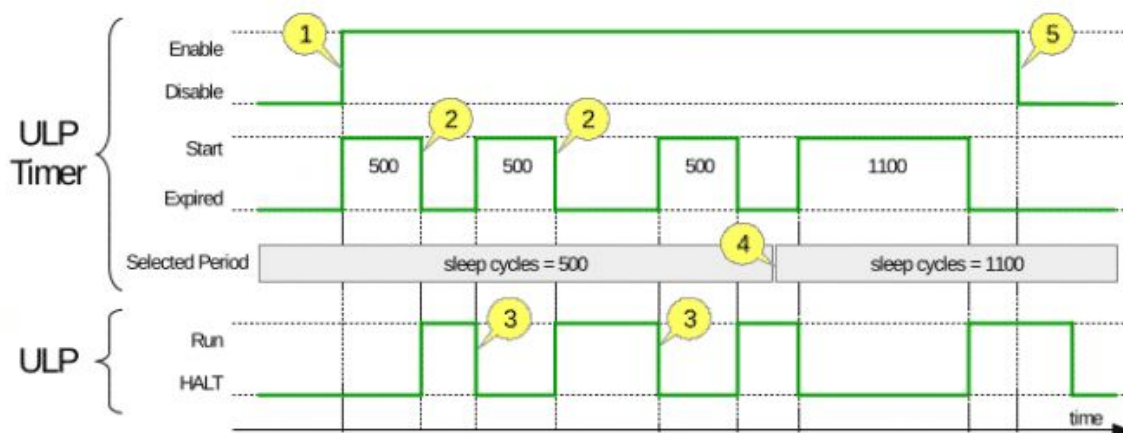 1
5
Enable
Disable
ULP
Timer
2
2
Start
500
500
500
1100
Expired
4
Selected Period
sleep cycles = 500
sleep cycles = 1100
ULP
3
3
Run
HALT
time